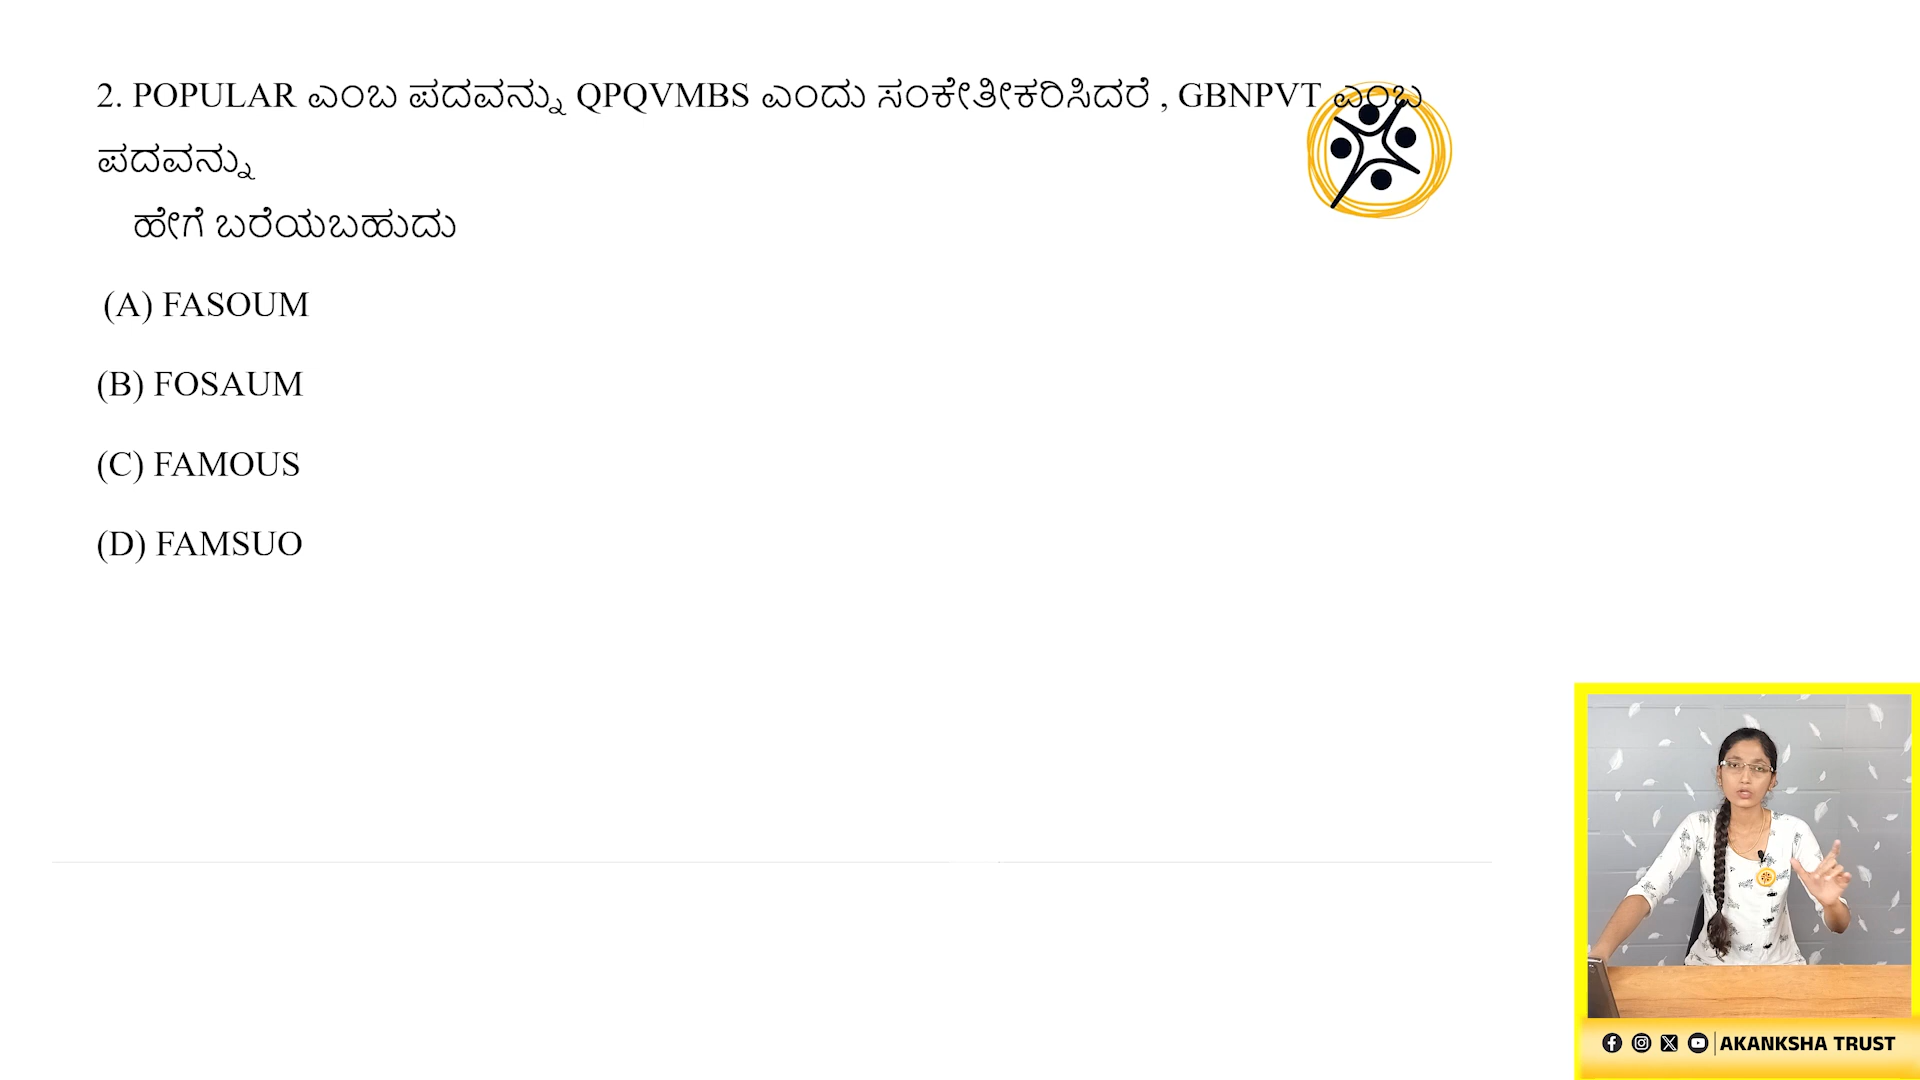 2. POPULAR ಎಂಬ ಪದವನ್ನು QPQVMBS ಎಂದು ಸಂಕೇತೀಕರಿಸಿದರೆ , GBNPVT ಎಂಬ
ಪದವನ್ನು
ಹೇಗೆ ಬರೆಯಬಹುದು
(A) FASOUM
(B) FOSAUM
(C) FAMOUS
(D) FAMSUO
AKANKSHA TRUST